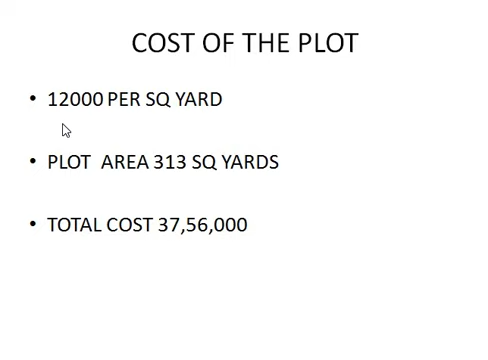 COST OF THE PLOT
• 12000 PER SQ YARD
• PLOT AREA 313 SQ YARDS
• TOTAL COST 37,56,000